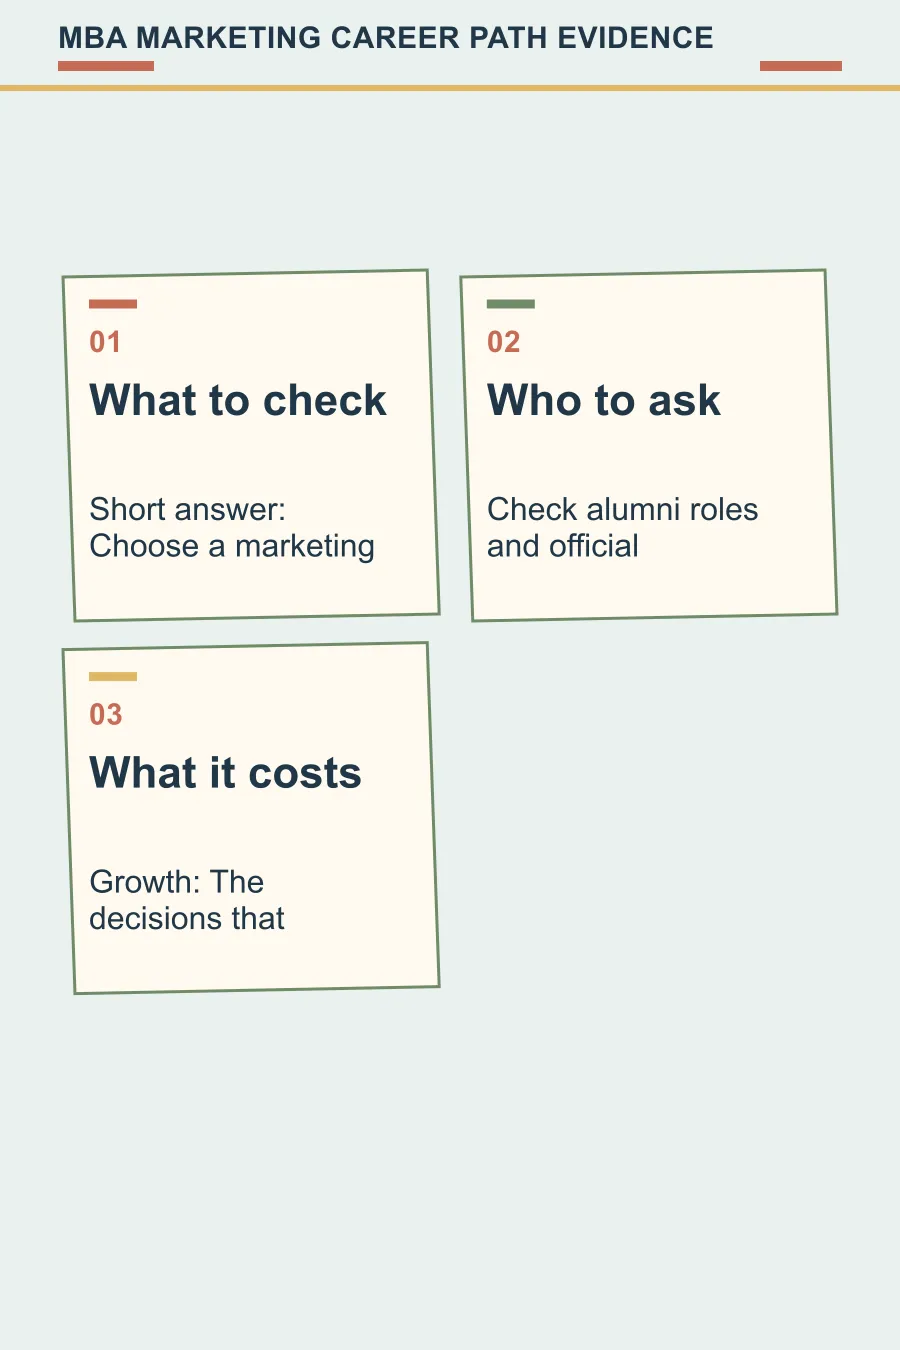 MBA MARKETING CAREER PATH EVIDENCE
01
What to check
Short answer:
Choose a marketing
02
Who to ask
Check alumni roles
and official
03
What it costs
Growth: The
decisions that